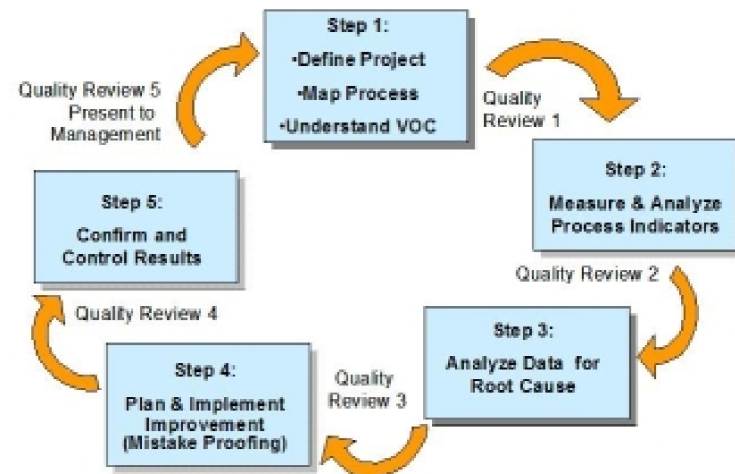 Step 1:
•Define Project
•Map Process
•Understand VOC
Quality
Review 1
Step 2:
Measure & Analyze
Process Indicators
Quality Review 2
Step 3:
Analyze Data for
Root Cause
Quality
Review 3
Step 4:
Plan & Implement
Improvement
(Mistake Proofing)
Quality Review 4
Step 5:
Confirm and
Control Results
Quality Review 5
Present to
Management